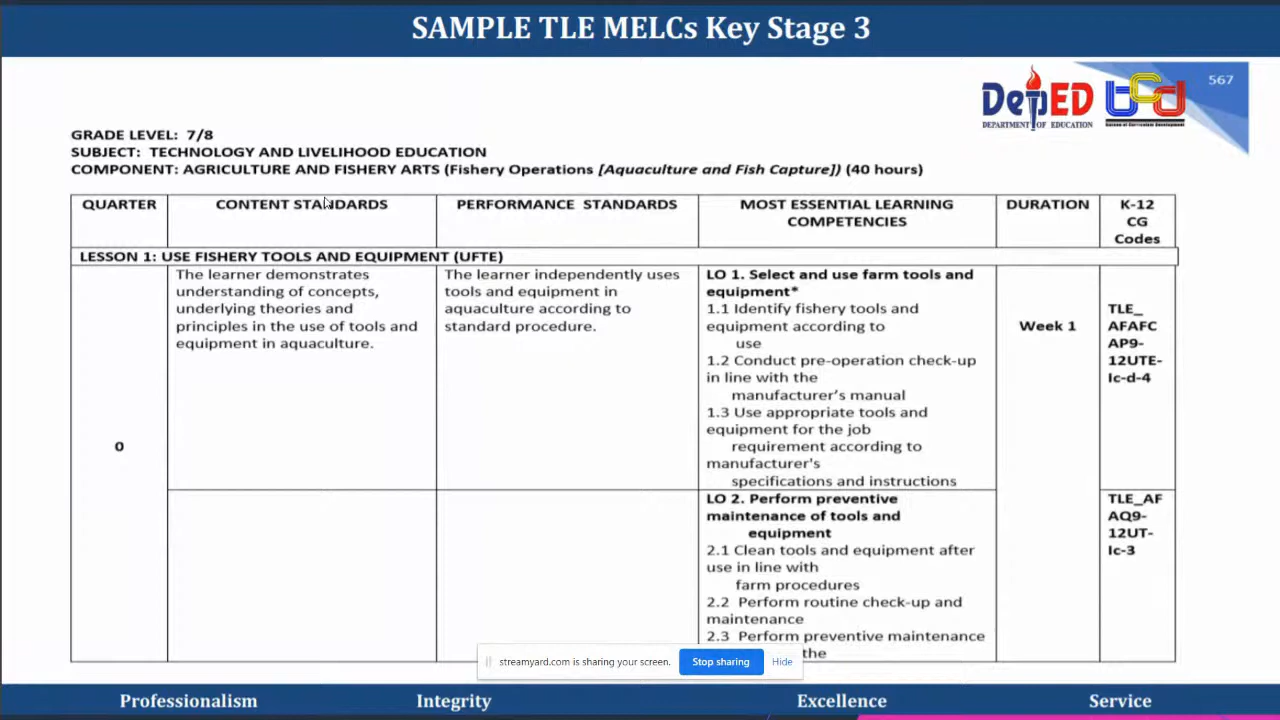 SAMPLE TLE MELCs Key Stage 3
567
DepED
DEPARTMENT OF EDUCATION
bcd
Bureau of Curriculum Development
GRADE LEVEL: 7/8
SUBJECT: TECHNOLOGY AND LIVELIHOOD EDUCATION
COMPONENT: AGRICULTURE AND FISHERY ARTS (Fishery Operations [Aquaculture and Fish Capture]) (40 hours)
QUARTER
CONTENT STANDARDS
PERFORMANCE STANDARDS
MOST ESSENTIAL LEARNING
COMPETENCIES
DURATION
K-12
CG
Codes
LESSON 1: USE FISHERY TOOLS AND EQUIPMENT (UFTE)
0
The learner demonstrates
understanding of concepts,
underlying theories and
principles in the use of tools and
equipment in aquaculture.
The learner independently uses
tools and equipment in
aquaculture according to
standard procedure.
LO 1. Select and use farm tools and
equipment*
1.1 Identify fishery tools and
equipment according to
use
1.2 Conduct pre-operation check-up
in line with the
manufacturer's manual
1.3 Use appropriate tools and
equipment for the job
requirement according to
manufacturer's
specifications and instructions
Week 1
TLE_
AFAFC
AP9-
12UTE-
Ic-d-4
LO 2. Perform preventive
maintenance of tools and
equipment
2.1 Clean tools and equipment after
use in line with
farm procedures
2.2 Perform routine check-up and
maintenance
2.3 Perform preventive maintenance
the
TLE_AF
AQ9-
12UT-
Ic-3
streamyard.com is sharing your screen.
Stop sharing
Hide
Professionalism
Integrity
Excellence
Service